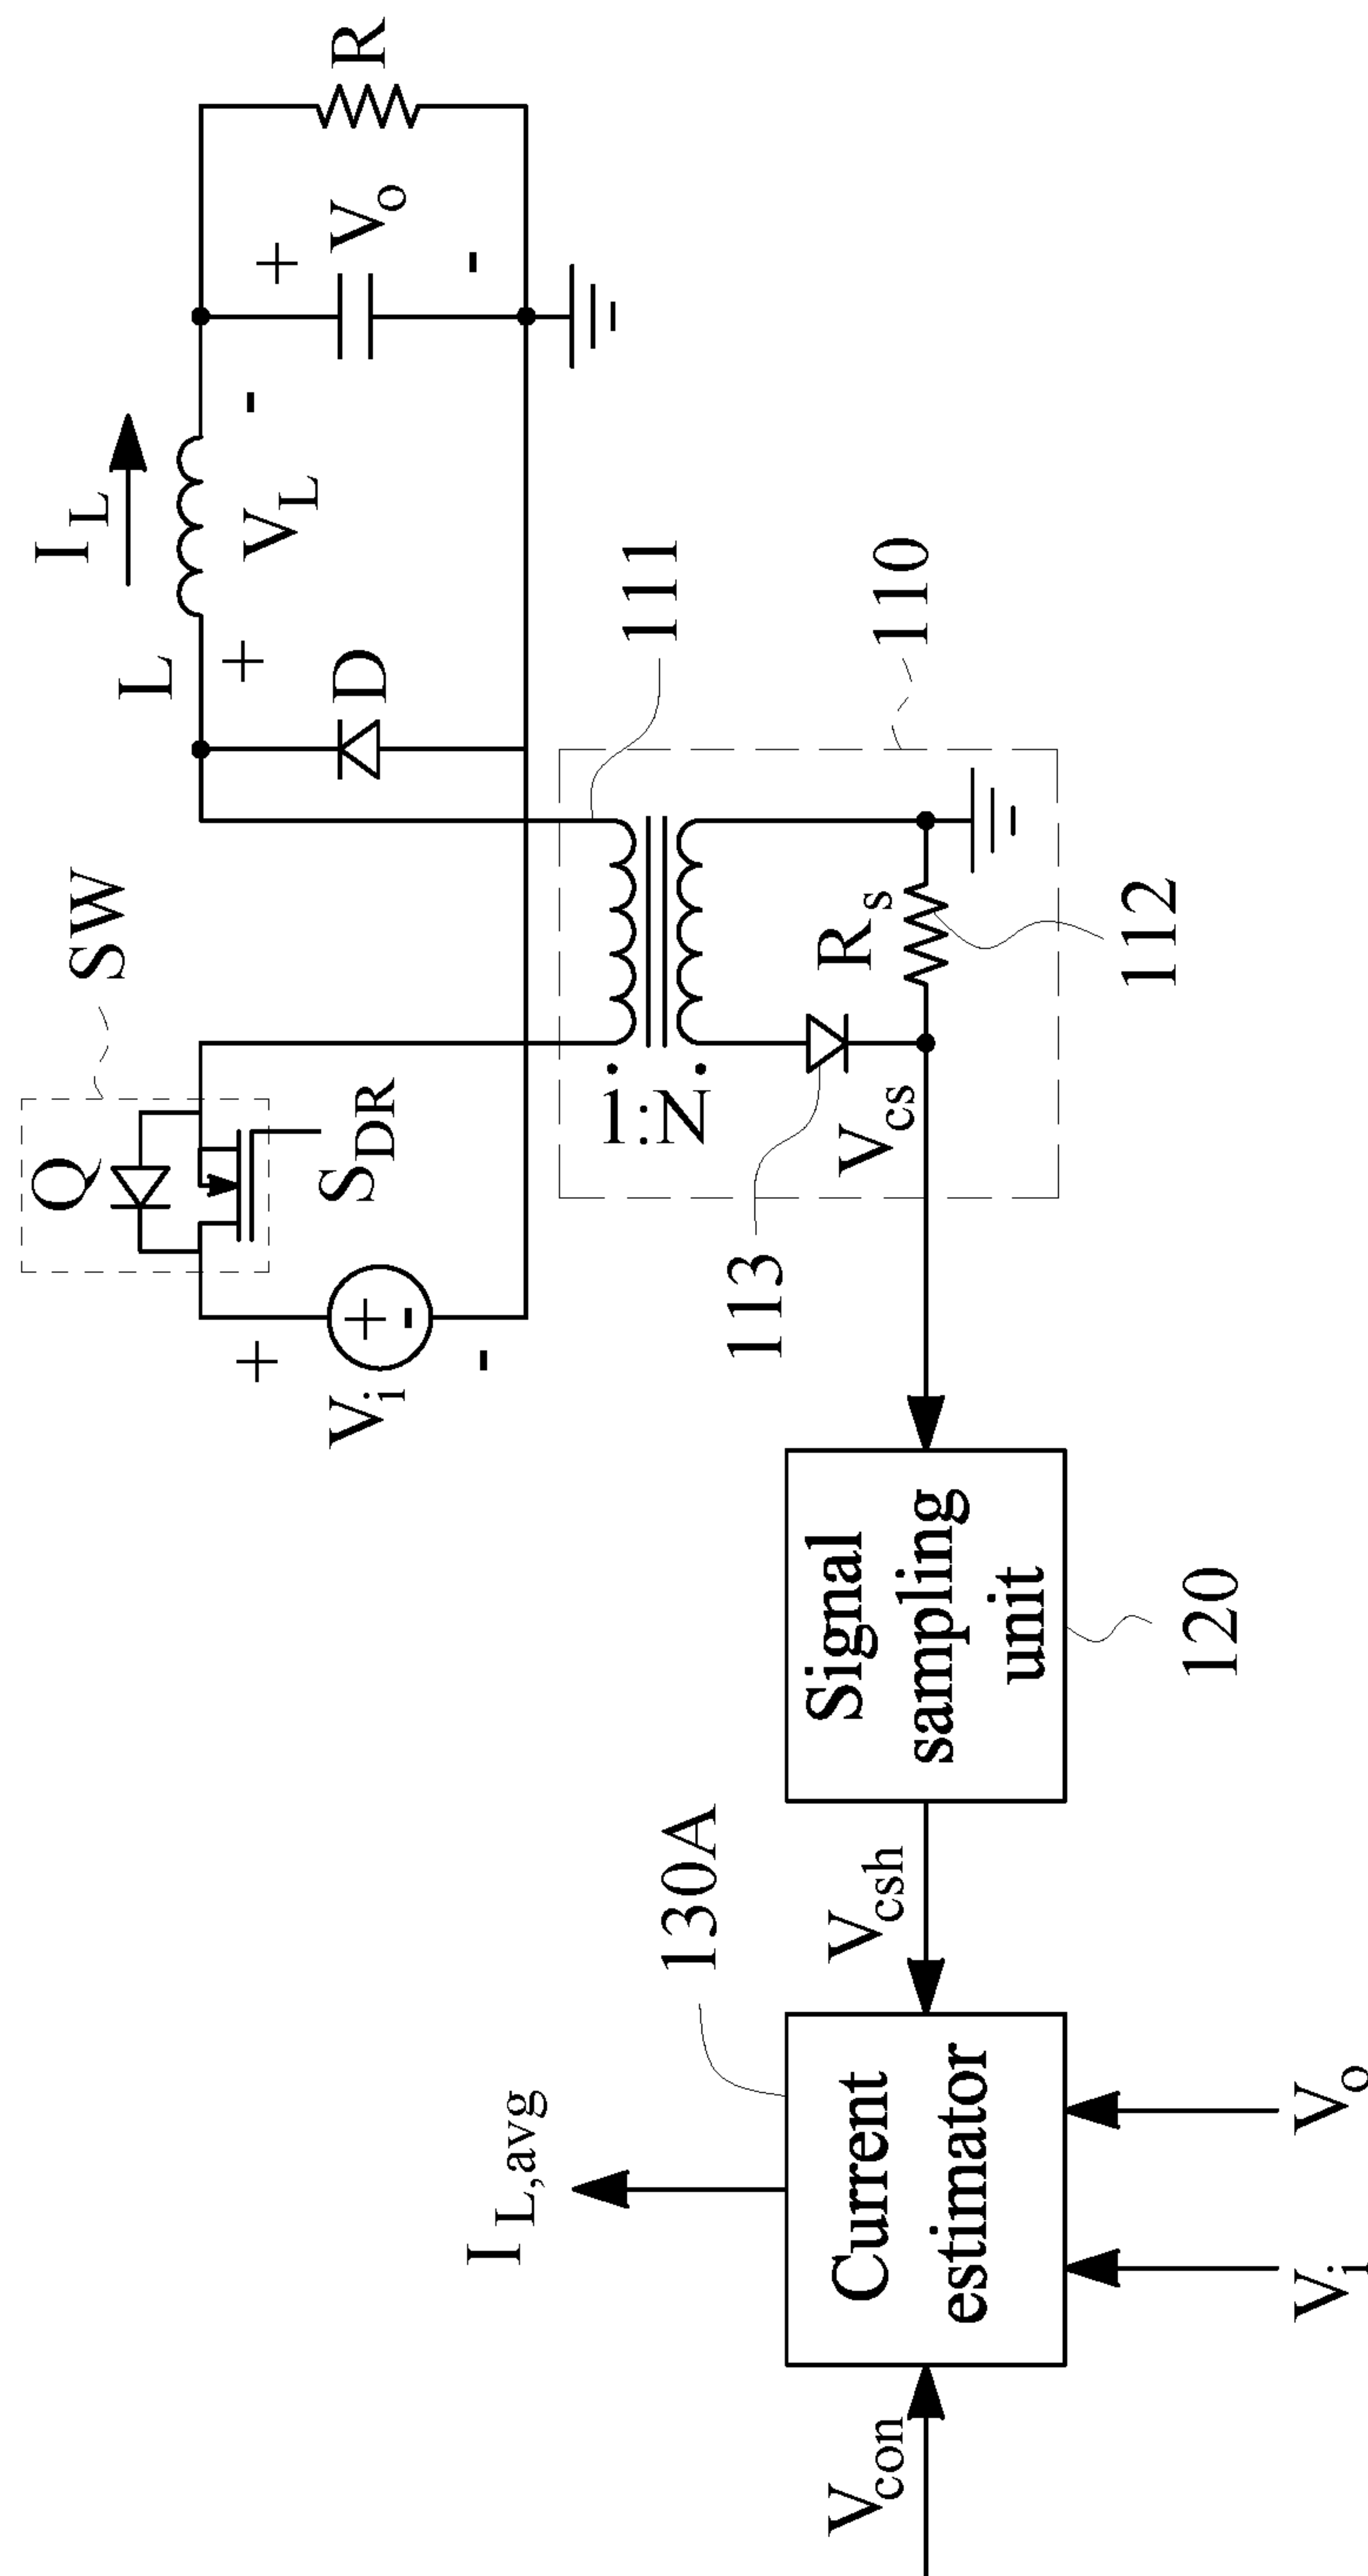 SW
Q
S_DR
V_i
+
-
+
-
I_L
L
+
V_L
-
D
+
V_o
-
R
111
110
1:N
R_s
112
113
V_cs
Signal
sampling
unit
120
V_csh
130A
Current
estimator
I_L,avg
V_con
V_i
V_o